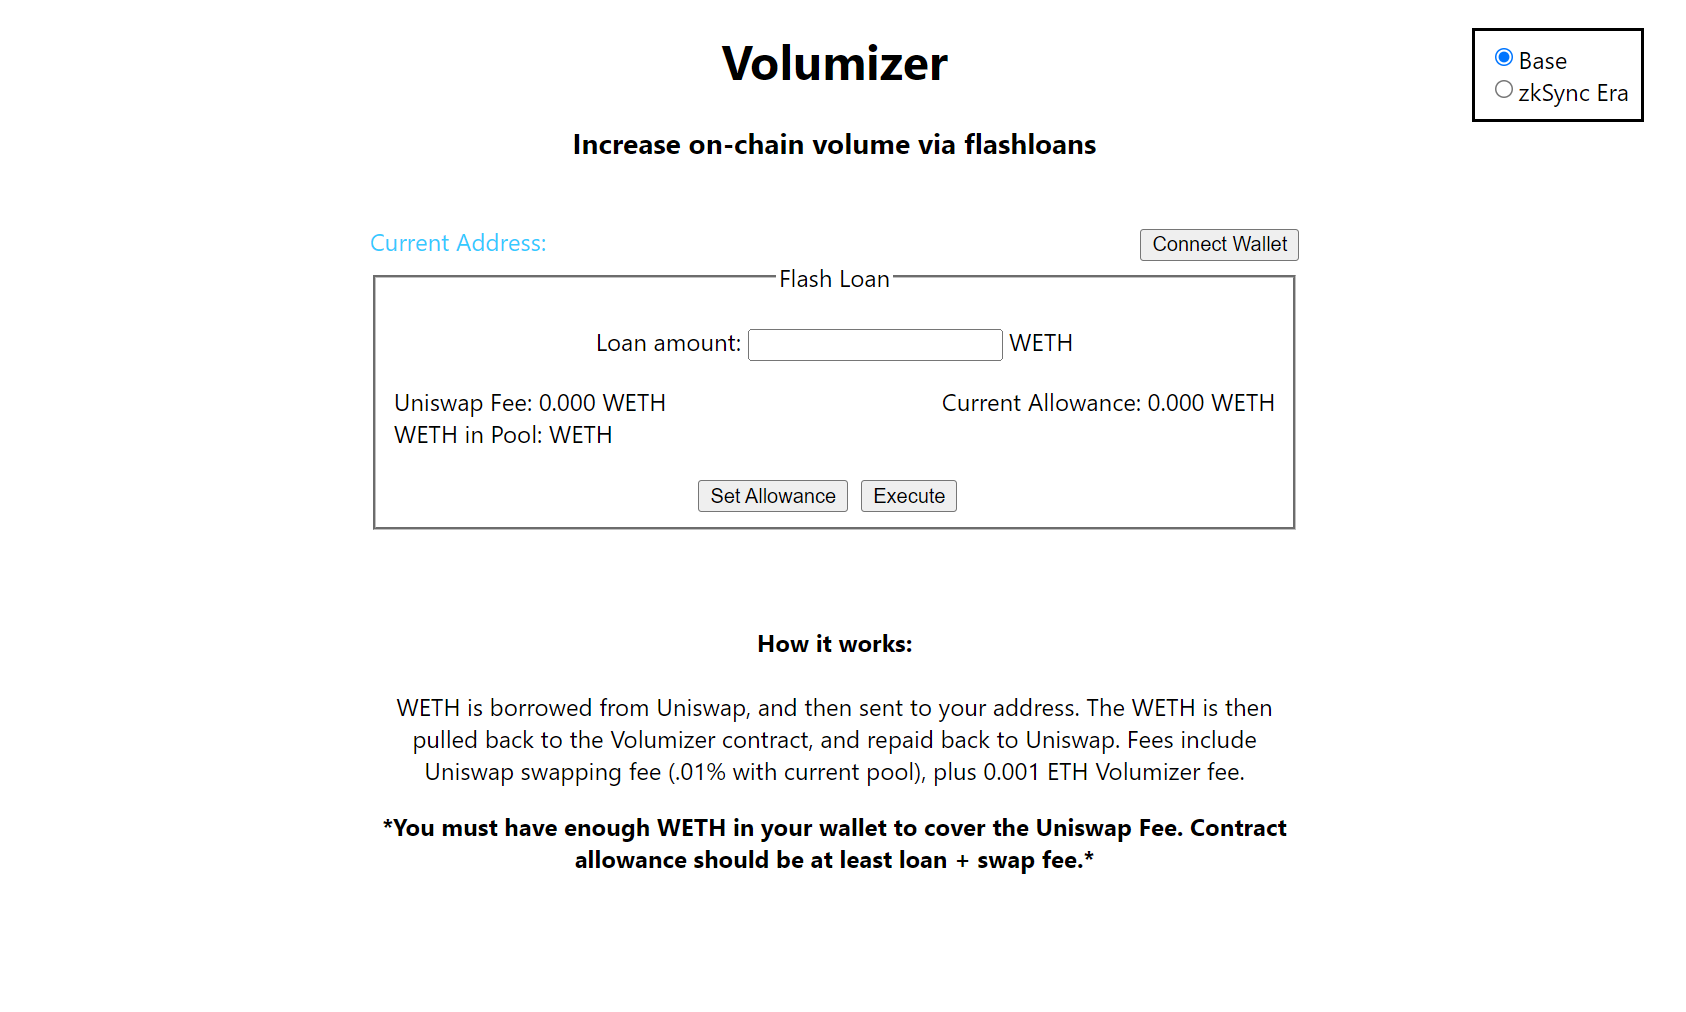 Volumizer
Base
zkSync Era
Increase on-chain volume via flashloans
Current Address:
Connect Wallet
Flash Loan
Loan amount: WETH
Uniswap Fee: 0.000 WETH
Current Allowance: 0.000 WETH
WETH in Pool: WETH
Set Allowance
Execute
How it works:
WETH is borrowed from Uniswap, and then sent to your address. The WETH is then
pulled back to the Volumizer contract, and repaid back to Uniswap. Fees include
Uniswap swapping fee (.01% with current pool), plus 0.001 ETH Volumizer fee.
*You must have enough WETH in your wallet to cover the Uniswap Fee. Contract
allowance should be at least loan + swap fee.*